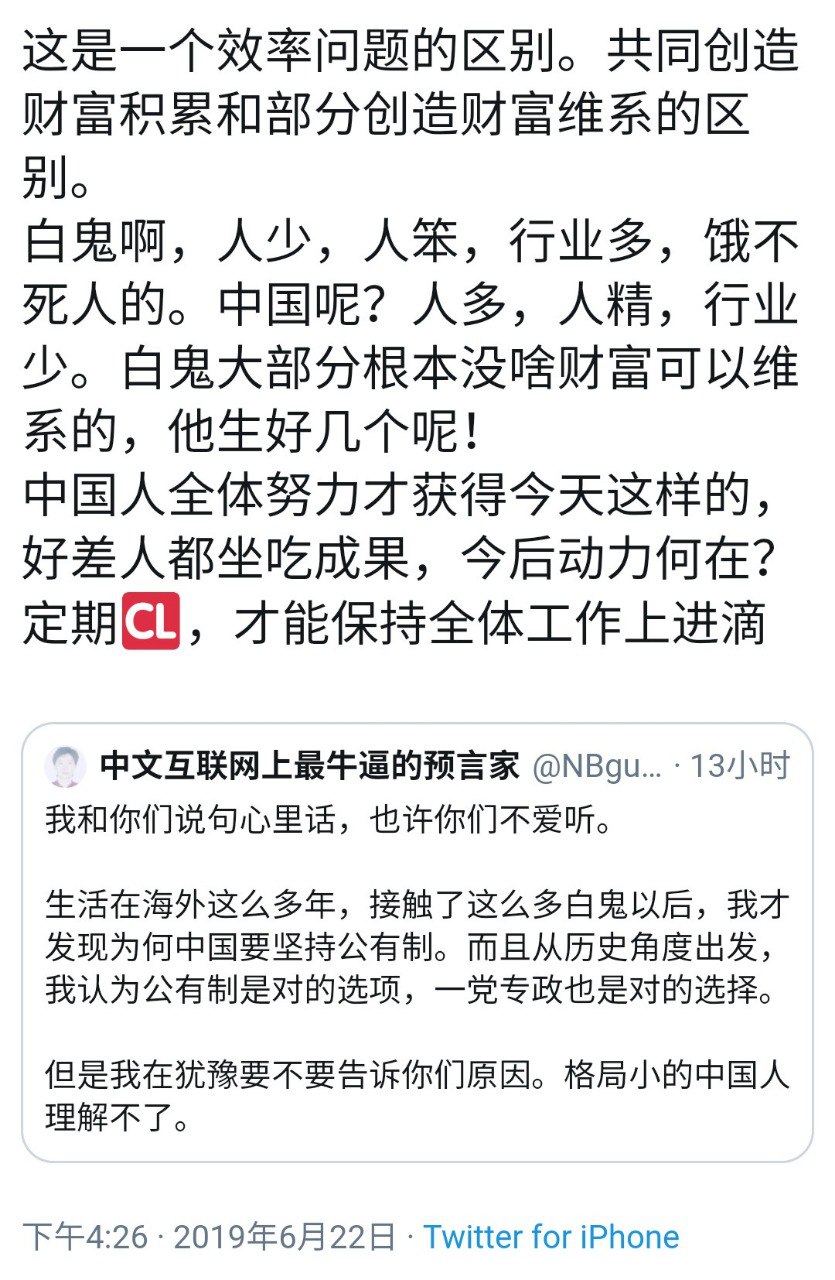 这是一个效率问题的区别。共同创造
财富积累和部分创造财富维系的区
别。
白鬼啊，人少，人笨，行业多，饿不
死人的。中国呢？人多，人精，行业
少。白鬼大部分根本没啥财富可以维
系的，他生好几个呢！
中国人全体努力才获得今天这样的，
好差人都坐吃成果，今后动力何在？
定期🆑，才能保持全体工作上进滴
中文互联网上最牛逼的预言家 @NBgu... · 13小时
我和你们说句心里话，也许你们不爱听。
生活在海外这么多年，接触了这么多白鬼以后，我才
发现为何中国要坚持公有制。而且从历史角度出发，
我认为公有制是对的选项，一党专政也是对的选择。
但是我在犹豫要不要告诉你们原因。格局小的中国人
理解不了。
下午4:26 · 2019年6月22日 · Twitter for iPhone